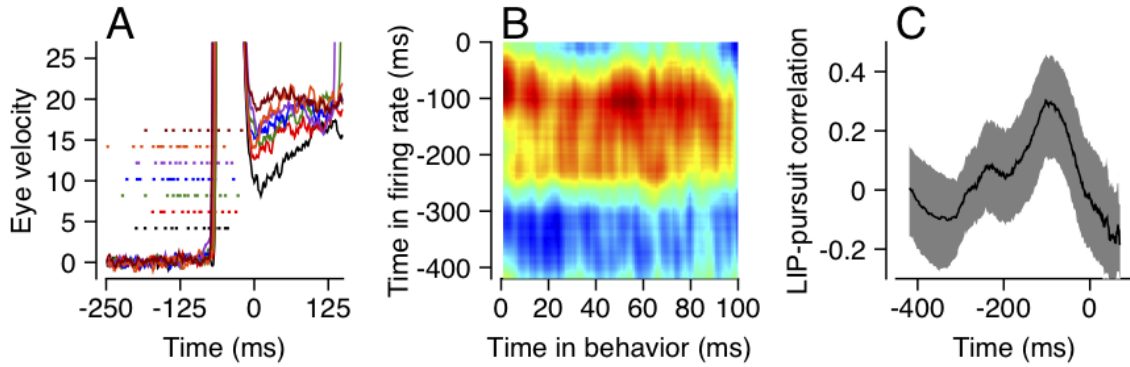 A
Eye velocity
25
20
15
10
5
0
-250 -125 0 125
Time (ms)
B
Time in firing rate (ms)
0
-100
-200
-300
-400
0 20 40 60 80 100
Time in behavior (ms)
C
LIP-pursuit correlation
0.4
0.2
0
-0.2
-400 -200 0
Time (ms)